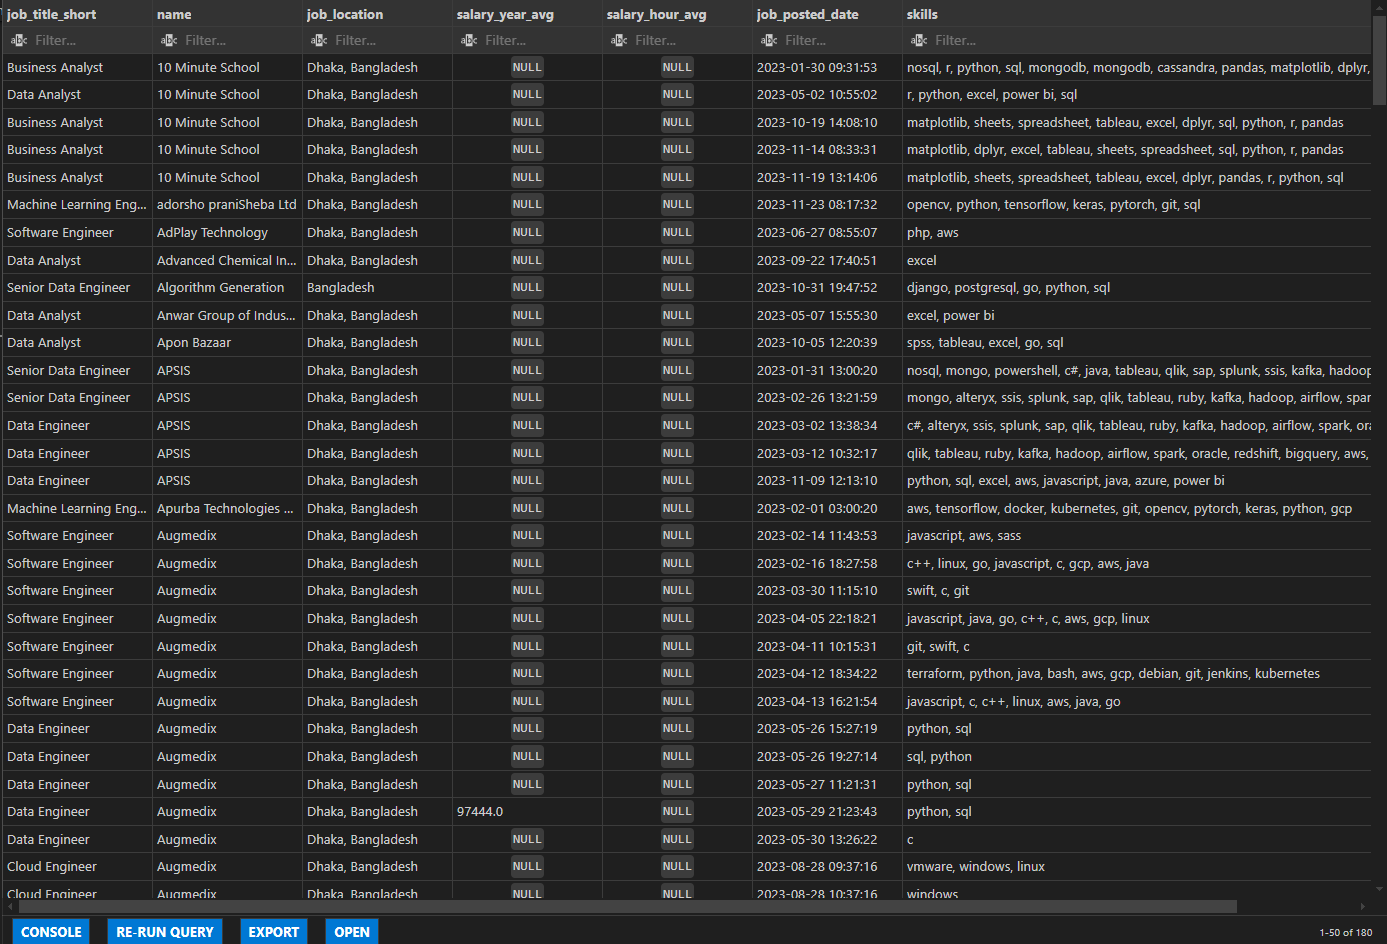 job_title_short name job_location salary_year_avg salary_hour_avg job_posted_date skills
abc Filter... abc Filter... abc Filter... abc Filter... abc Filter... abc Filter... abc Filter...
Business Analyst 10 Minute School Dhaka, Bangladesh NULL NULL 2023-01-30 09:31:53 nosql, r, python, sql, mongodb, mongodb, cassandra, pandas, matplotlib, dplyr,
Data Analyst 10 Minute School Dhaka, Bangladesh NULL NULL 2023-05-02 10:55:02 r, python, excel, power bi, sql
Business Analyst 10 Minute School Dhaka, Bangladesh NULL NULL 2023-10-19 14:08:10 matplotlib, sheets, spreadsheet, tableau, excel, dplyr, sql, python, r, pandas
Business Analyst 10 Minute School Dhaka, Bangladesh NULL NULL 2023-11-14 08:33:31 matplotlib, dplyr, excel, tableau, sheets, spreadsheet, sql, python, r, pandas
Business Analyst 10 Minute School Dhaka, Bangladesh NULL NULL 2023-11-19 13:14:06 matplotlib, sheets, spreadsheet, tableau, excel, dplyr, pandas, r, python, sql
Machine Learning Eng... adorsho praniSheba Ltd Dhaka, Bangladesh NULL NULL 2023-11-23 08:17:32 opencv, python, tensorflow, keras, pytorch, git, sql
Software Engineer AdPlay Technology Dhaka, Bangladesh NULL NULL 2023-06-27 08:55:07 php, aws
Data Analyst Advanced Chemical In... Dhaka, Bangladesh NULL NULL 2023-09-22 17:40:51 excel
Senior Data Engineer Algorithm Generation Bangladesh NULL NULL 2023-10-31 19:47:52 django, postgresql, go, python, sql
Data Analyst Anwar Group of Indus... Dhaka, Bangladesh NULL NULL 2023-05-07 15:55:30 excel, power bi
Data Analyst Apon Bazaar Dhaka, Bangladesh NULL NULL 2023-10-05 12:20:39 spss, tableau, excel, go, sql
Senior Data Engineer APSIS Dhaka, Bangladesh NULL NULL 2023-01-31 13:00:20 nosql, mongo, powershell, c#, java, tableau, qlik, sap, splunk, ssis, kafka, hadoop
Senior Data Engineer APSIS Dhaka, Bangladesh NULL NULL 2023-02-26 13:21:59 mongo, alteryx, ssis, splunk, sap, qlik, tableau, ruby, kafka, hadoop, airflow, spar
Data Engineer APSIS Dhaka, Bangladesh NULL NULL 2023-03-02 13:38:34 c#, alteryx, ssis, splunk, sap, qlik, tableau, ruby, kafka, hadoop, airflow, spark, ora
Data Engineer APSIS Dhaka, Bangladesh NULL NULL 2023-03-12 10:32:17 qlik, tableau, ruby, kafka, hadoop, airflow, spark, oracle, redshift, bigquery, aws,
Data Engineer APSIS Dhaka, Bangladesh NULL NULL 2023-11-09 12:13:10 python, sql, excel, aws, javascript, java, azure, power bi
Machine Learning Eng... Apurba Technologies ... Dhaka, Bangladesh NULL NULL 2023-02-01 03:00:20 aws, tensorflow, docker, kubernetes, git, opencv, pytorch, keras, python, gcp
Software Engineer Augmedix Dhaka, Bangladesh NULL NULL 2023-02-14 11:43:53 javascript, aws, sass
Software Engineer Augmedix Dhaka, Bangladesh NULL NULL 2023-02-16 18:27:58 c++, linux, go, javascript, c, gcp, aws, java
Software Engineer Augmedix Dhaka, Bangladesh NULL NULL 2023-03-30 11:15:10 swift, c, git
Software Engineer Augmedix Dhaka, Bangladesh NULL NULL 2023-04-05 22:18:21 javascript, java, go, c++, c, aws, gcp, linux
Software Engineer Augmedix Dhaka, Bangladesh NULL NULL 2023-04-11 10:15:31 git, swift, c
Software Engineer Augmedix Dhaka, Bangladesh NULL NULL 2023-04-12 18:34:22 terraform, python, java, bash, aws, gcp, debian, git, jenkins, kubernetes
Software Engineer Augmedix Dhaka, Bangladesh NULL NULL 2023-04-13 16:21:54 javascript, c, c++, linux, aws, java, go
Data Engineer Augmedix Dhaka, Bangladesh NULL NULL 2023-05-26 15:27:19 python, sql
Data Engineer Augmedix Dhaka, Bangladesh NULL NULL 2023-05-26 19:27:14 sql, python
Data Engineer Augmedix Dhaka, Bangladesh NULL NULL 2023-05-27 11:21:31 python, sql
Data Engineer Augmedix Dhaka, Bangladesh 97444.0 NULL 2023-05-29 21:23:43 python, sql
Data Engineer Augmedix Dhaka, Bangladesh NULL NULL 2023-05-30 13:26:22 c
Cloud Engineer Augmedix Dhaka, Bangladesh NULL NULL 2023-08-28 09:37:16 vmware, windows, linux
Cloud Engineer Augmedix Dhaka, Bangladesh NULL NULL 2023-08-28 10:37:16 windows
CONSOLE RE-RUN QUERY EXPORT OPEN 1-50 of 180